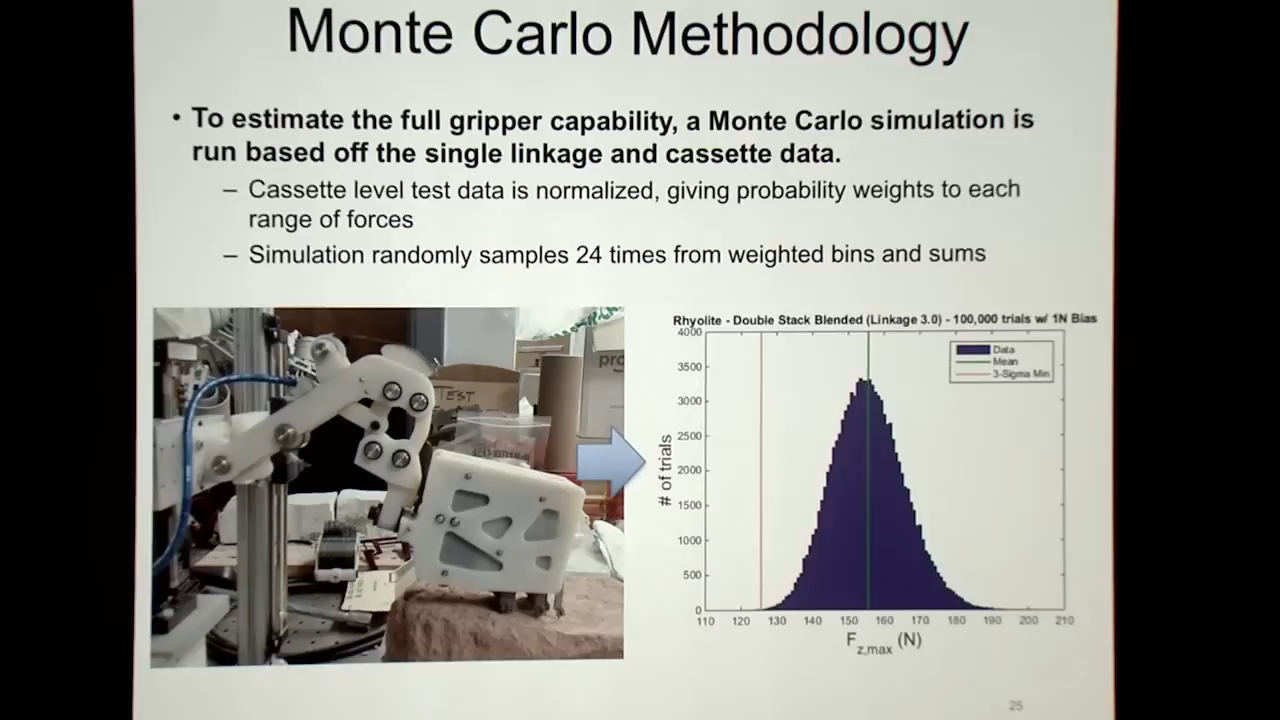 Monte Carlo Methodology
• To estimate the full gripper capability, a Monte Carlo simulation is
run based off the single linkage and cassette data.
– Cassette level test data is normalized, giving probability weights to each
range of forces
– Simulation randomly samples 24 times from weighted bins and sums
TEST
pro
Rhyolite - Double Stack Blended (Linkage 3.0) - 100,000 trials w/ 1N Bias
4000
3500
3000
2500
2000
1500
1000
500
0
# of trials
Data
Mean
3-Sigma Min
110 120 130 140 150 160 170 180 190 200 210
F z,max (N)
25